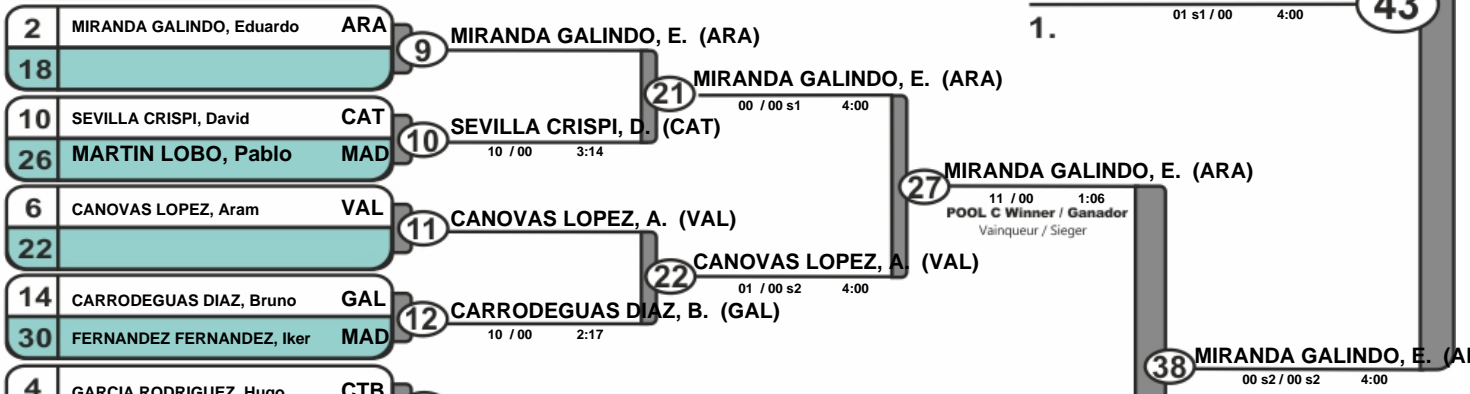 01 s1 / 00 4:00
43
1.
2 MIRANDA GALINDO, Eduardo ARA
18
9 MIRANDA GALINDO, E. (ARA)
21 MIRANDA GALINDO, E. (ARA)
00 / 00 s1 4:00
10 SEVILLA CRISPI, David CAT
26 MARTIN LOBO, Pablo MAD
10 SEVILLA CRISPI, D. (CAT)
10 / 00 3:14
27 MIRANDA GALINDO, E. (ARA)
11 / 00 1:06
POOL C Winner / Ganador
Vainqueur / Sieger
6 CANOVAS LOPEZ, Aram VAL
22
11 CANOVAS LOPEZ, A. (VAL)
22 CANOVAS LOPEZ, A. (VAL)
01 / 00 s2 4:00
14 CARRODEGUAS DIAZ, Bruno GAL
30 FERNANDEZ FERNANDEZ, Iker MAD
12 CARRODEGUAS DIAZ, B. (GAL)
10 / 00 2:17
38 MIRANDA GALINDO, E.
00 s2 / 00 s2 4:00
4 GARCIA RODRIGUEZ, Hugo CTB